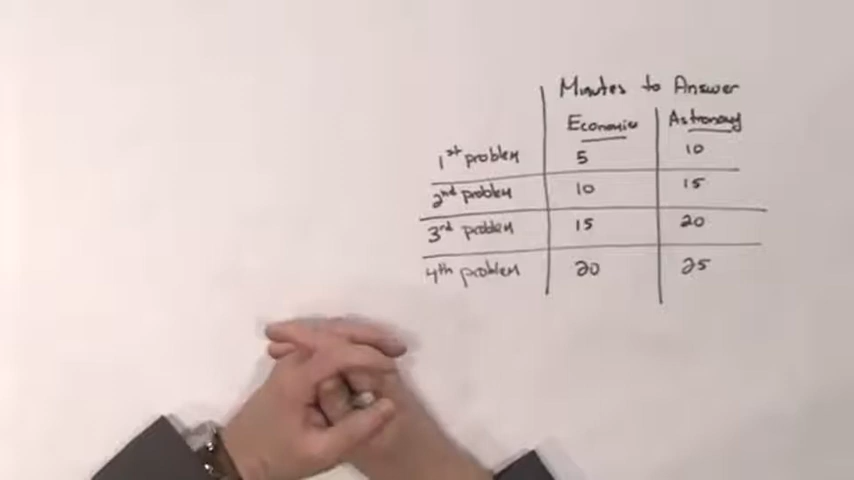 Minutes to Answer
Economics Astronomy
1st problem 5 10
2nd problem 10 15
3rd problem 15 20
4th problem 20 25